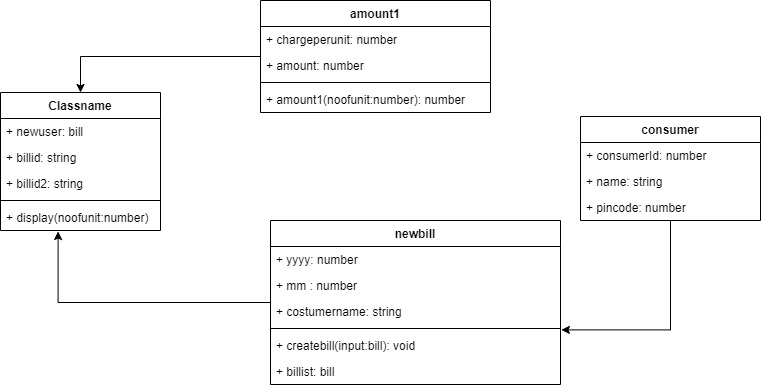 amount1
+ chargeperunit: number
+ amount: number
+ amount1(noofunit:number): number
Classname
+ newuser: bill
+ billid: string
+ billid2: string
+ display(noofunit:number)
consumer
+ consumerId: number
+ name: string
+ pincode: number
newbill
+ yyyy: number
+ mm : number
+ costumername: string
+ createbill(input:bill): void
+ billist: bill